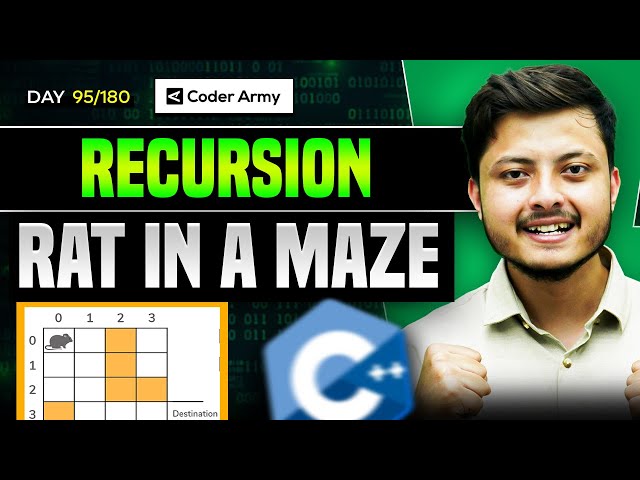 DAY 95/180
Coder Army
RECURSION
RAT IN A MAZE
0 1 2 3
0
1
2
3
Destination
C++